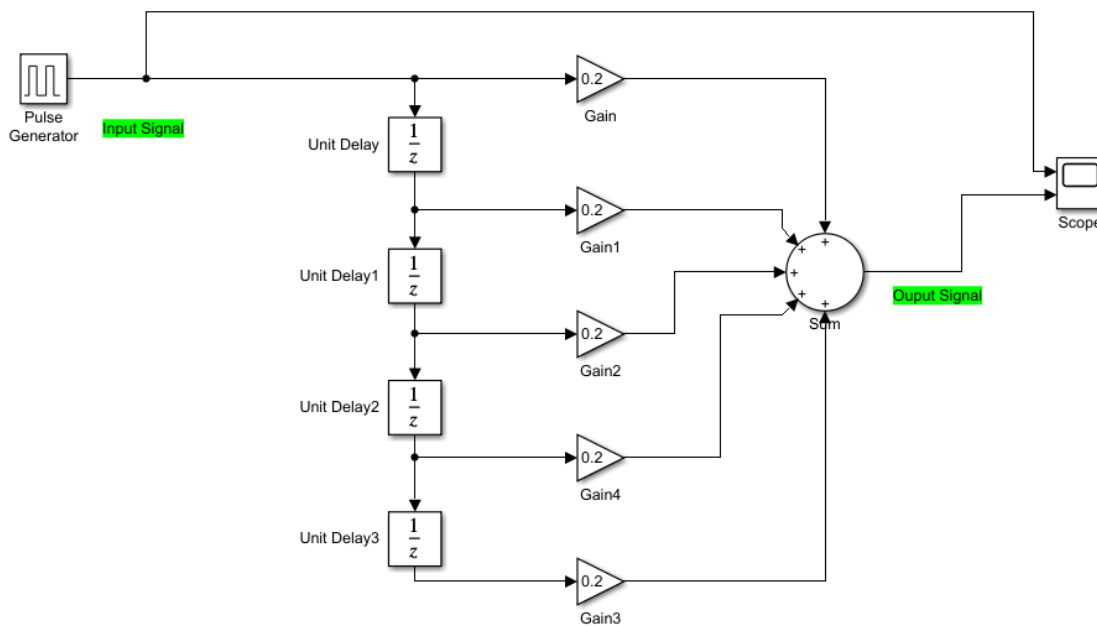 0.2
Pulse
Generator
Input Signal
Gain
Unit Delay
1
z
0.2
Gain1
Scope
Unit Delay1
1
z
+
+
+
+
+
Sum
Ouput Signal
0.2
Gain2
Unit Delay2
1
z
0.2
Gain4
Unit Delay3
1
z
0.2
Gain3